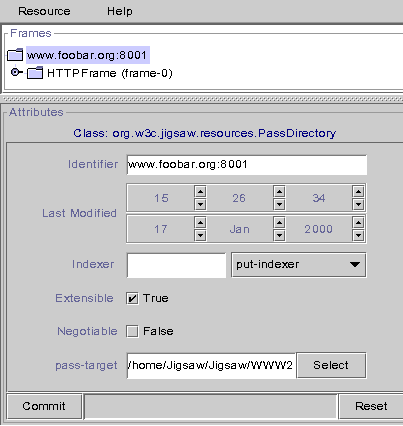 Resource Help
Frames
www.foobar.org:8001
HTTPFrame (frame-0)
Attributes
Class: org.w3c.jigsaw.resources.PassDirectory
Identifier www.foobar.org:8001
Last Modified 15 26 34
17 Jan 2000
Indexer put-indexer
Extensible True
Negotiable False
pass-target /home/Jigsaw/Jigsaw/WWW2 Select
Commit Reset